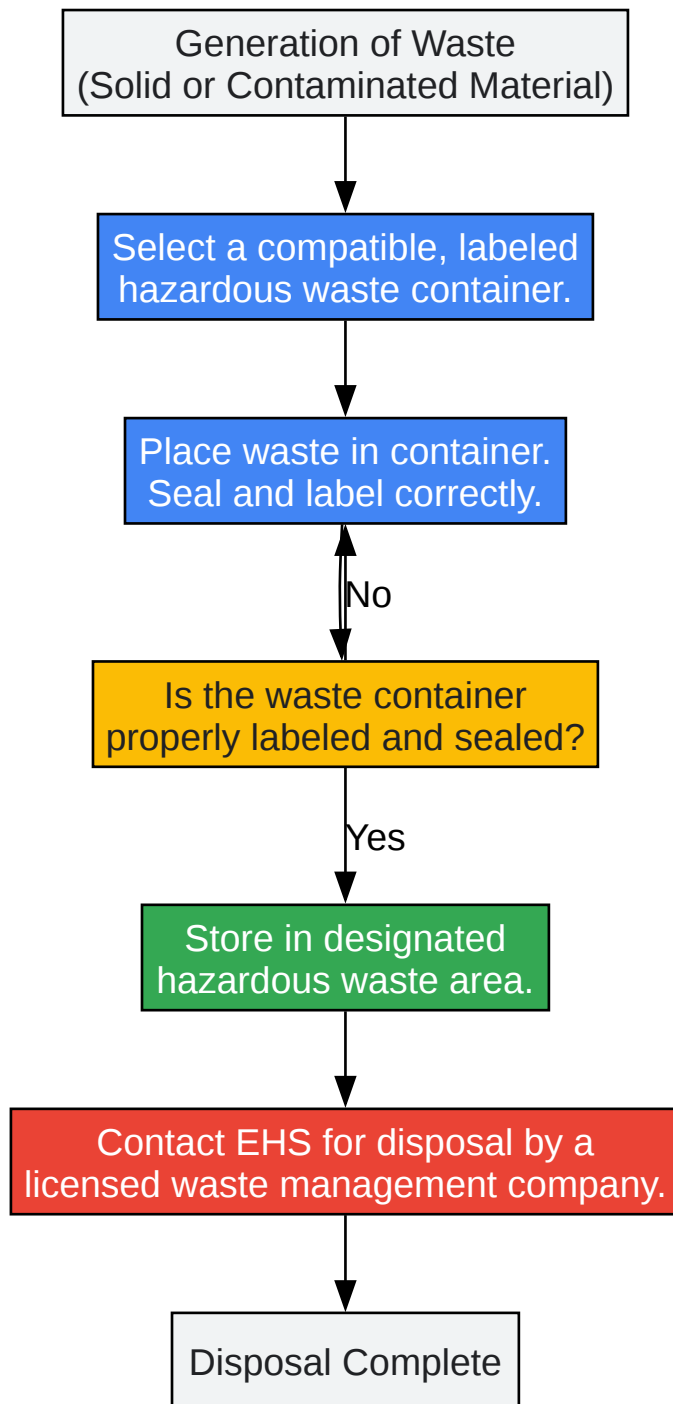 Generation of Waste
(Solid or Contaminated Material)
Select a compatible, labeled
hazardous waste container.
Place waste in container.
Seal and label correctly.
No
Is the waste container
properly labeled and sealed?
Yes
Store in designated
hazardous waste area.
Contact EHS for disposal by a
licensed waste management company.
Disposal Complete